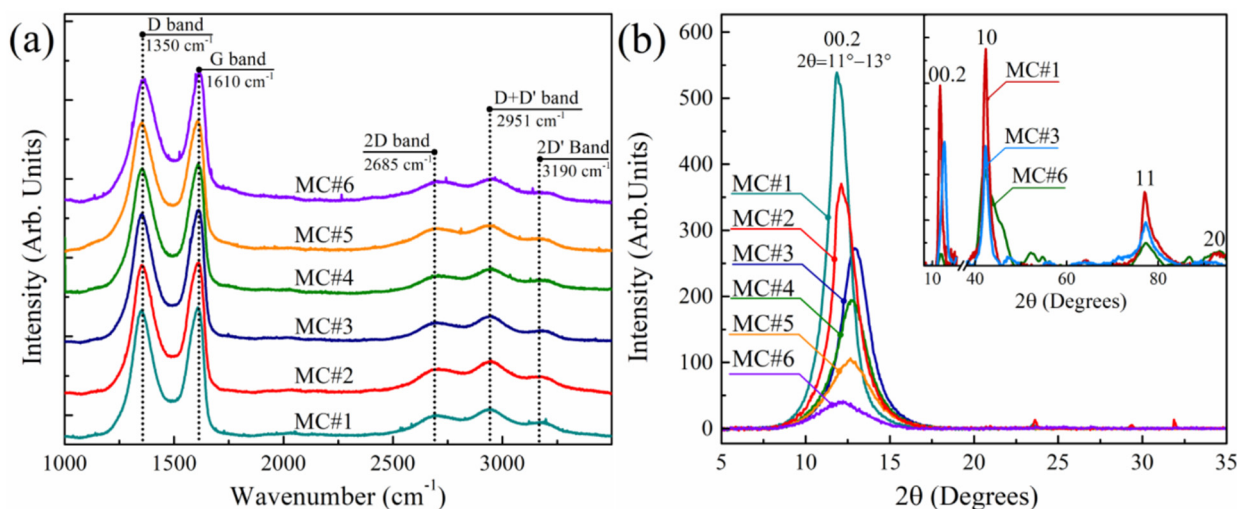 (a)
D band
1350 cm⁻¹
G band
1610 cm⁻¹
2D band
2685 cm⁻¹
D+D' band
2951 cm⁻¹
2D' Band
3190 cm⁻¹
MC#6
MC#5
MC#4
MC#3
MC#2
MC#1
Intensity (Arb. Units)
1000 1500 2000 2500 3000
Wavenumber (cm⁻¹)
(b)
600
500
400
300
200
100
0
Intensity (Arb.Units)
00.2
2θ=11°−13°
MC#1
MC#2
MC#3
MC#4
MC#5
MC#6
5 10 15 20 25 30 35
2θ (Degrees)
00.2
10
MC#1
MC#3
MC#6
11
20
10 40 60 80
2θ (Degrees)